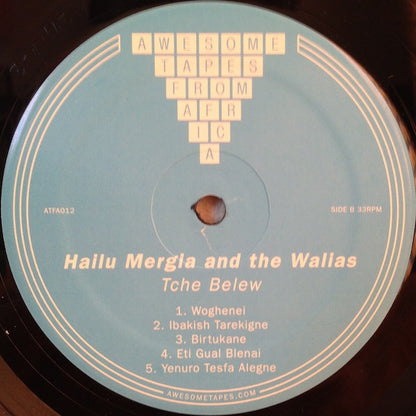 AWESOME
TAPES
FROM
AFR
IC
A
ATFA012
SIDE B 33RPM
Hailu Mergia and the Walias
Tche Belew
1. Woghenei
2. Ibakish Tarekigne
3. Birtukane
4. Eti Gual Blenai
5. Yenuro Tesfa Alegne
AWESOMETAPES.COM